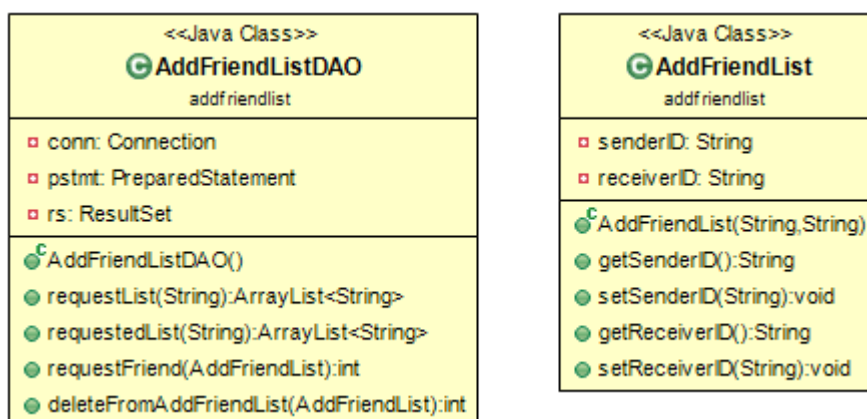 <<Java Class>>
AddFriendListDAO
addfriendlist
conn: Connection
pstmt: PreparedStatement
rs: ResultSet
AddFriendListDAO()
requestList(String):ArrayList<String>
requestedList(String):ArrayList<String>
requestFriend(AddFriendList):int
deleteFromAddFriendList(AddFriendList):int
<<Java Class>>
AddFriendList
addfriendlist
senderID: String
receiverID: String
AddFriendList(String,String)
getSenderID():String
setSenderID(String):void
getReceiverID():String
setReceiverID(String):void